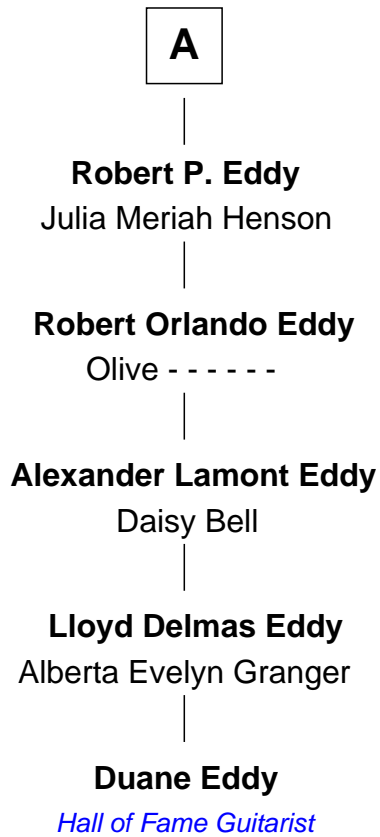 A
Robert P. Eddy
Julia Meriah Henson
Robert Orlando Eddy
Olive - - - - - -
Alexander Lamont Eddy
Daisy Bell
Lloyd Delmas Eddy
Alberta Evelyn Granger
Duane Eddy
Hall of Fame Guitarist